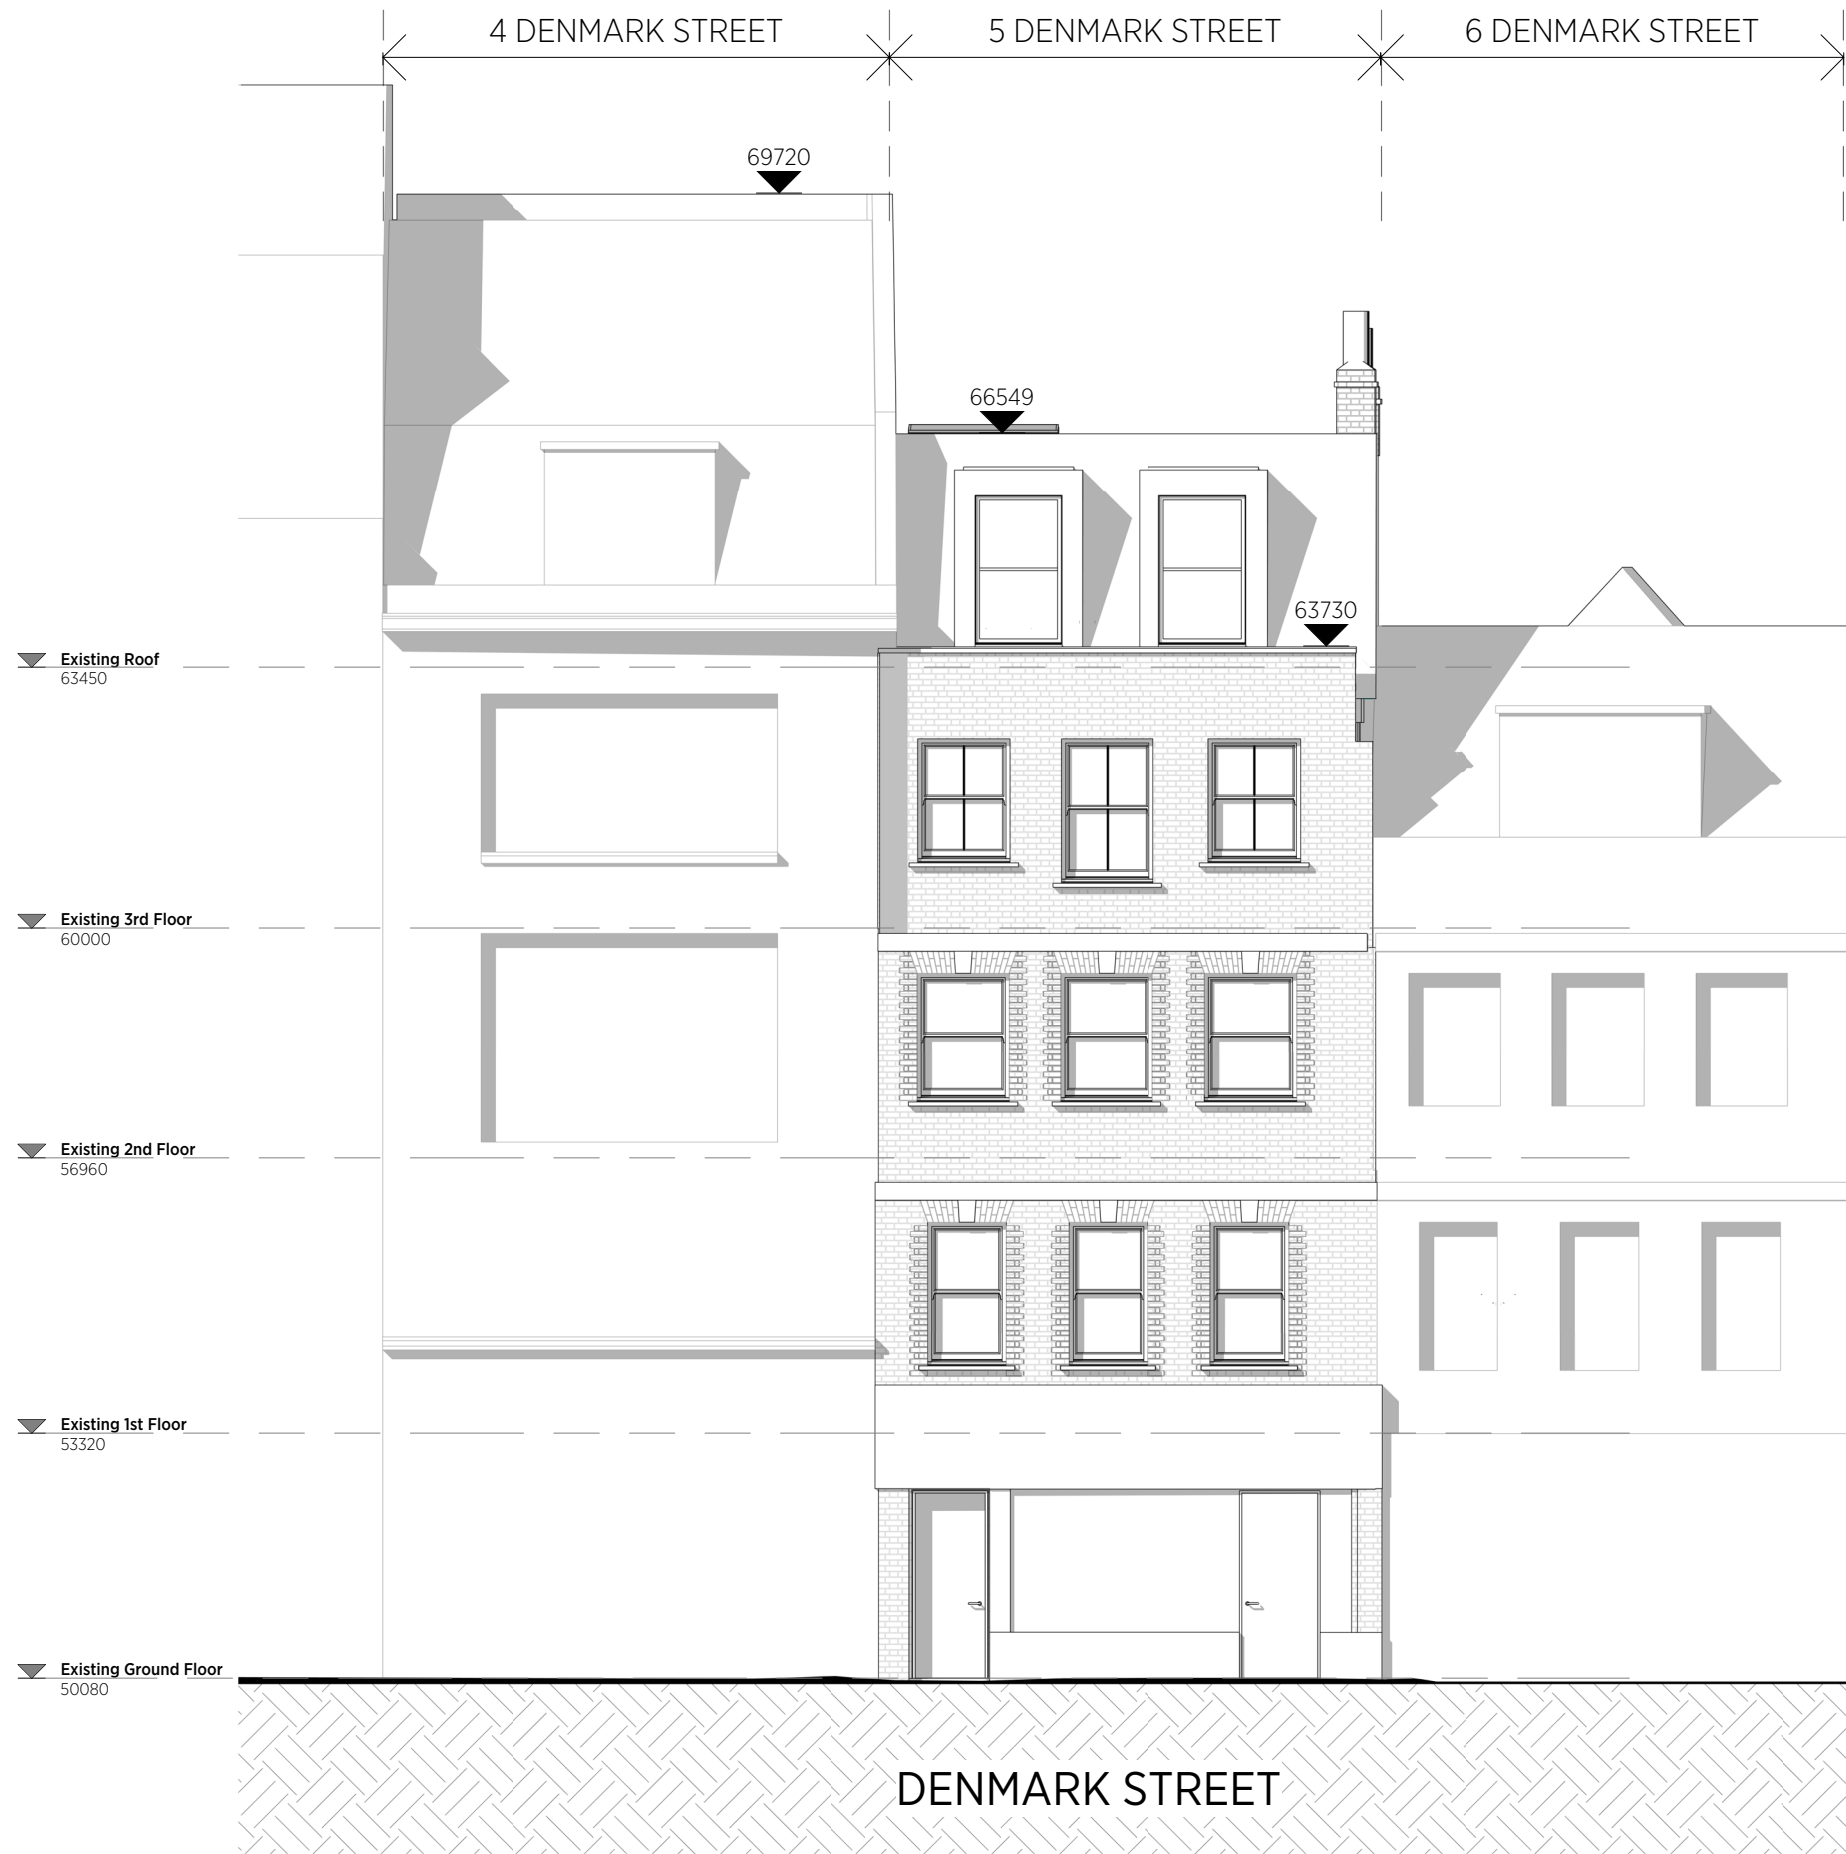 4 DENMARK STREET
5 DENMARK STREET
6 DENMARK STREET
69720
66549
63730
Existing Roof
63450
Existing 3rd Floor
60000
Existing 2nd Floor
56960
Existing 1st Floor
53320
Existing Ground Floor
50080
DENMARK STREET